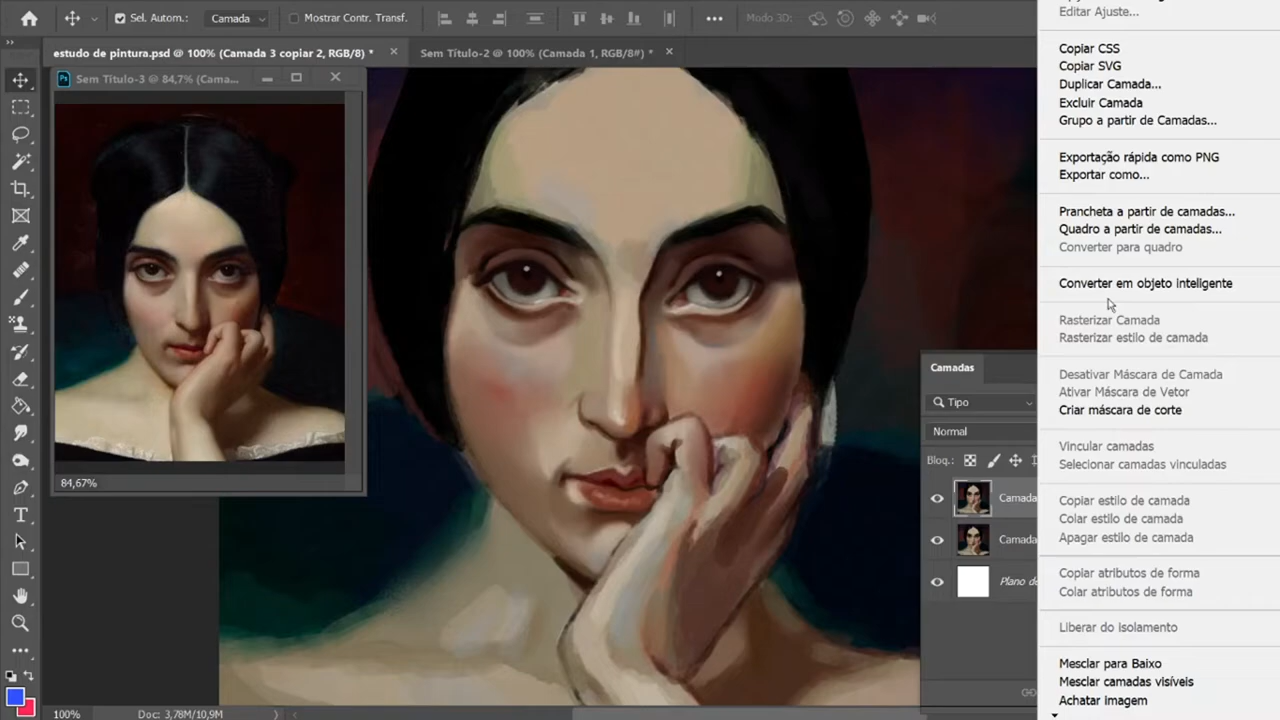 Sel. Autom.:
Camada
Mostrar Contr. Transf.
Modo 3D:
estudo de pintura.psd @ 100% (Camada 3 copiar 2, RGB/8) *
Sem Título-2 @ 100% (Camada 1, RGB/8#) *
Ps
Sem Título-3 @ 84,7% (Cama...
84,67%
Camadas
Tipo
Normal
Bloq.:
Camada
Camada
Plano de
Editar Ajuste...
Copiar CSS
Copiar SVG
Duplicar Camada...
Excluir Camada
Grupo a partir de Camadas...
Exportação rápida como PNG
Exportar como...
Prancheta a partir de camadas...
Quadro a partir de camadas...
Converter para quadro
Converter em objeto inteligente
Rasterizar Camada
Rasterizar estilo de camada
Desativar Máscara de Camada
Ativar Máscara de Vetor
Criar máscara de corte
Vincular camadas
Selecionar camadas vinculadas
Copiar estilo de camada
Colar estilo de camada
Apagar estilo de camada
Copiar atributos de forma
Colar atributos de forma
Liberar do isolamento
Mesclar para Baixo
Mesclar camadas visíveis
Achatar imagem
100%
Doc: 3,78M/10,9M